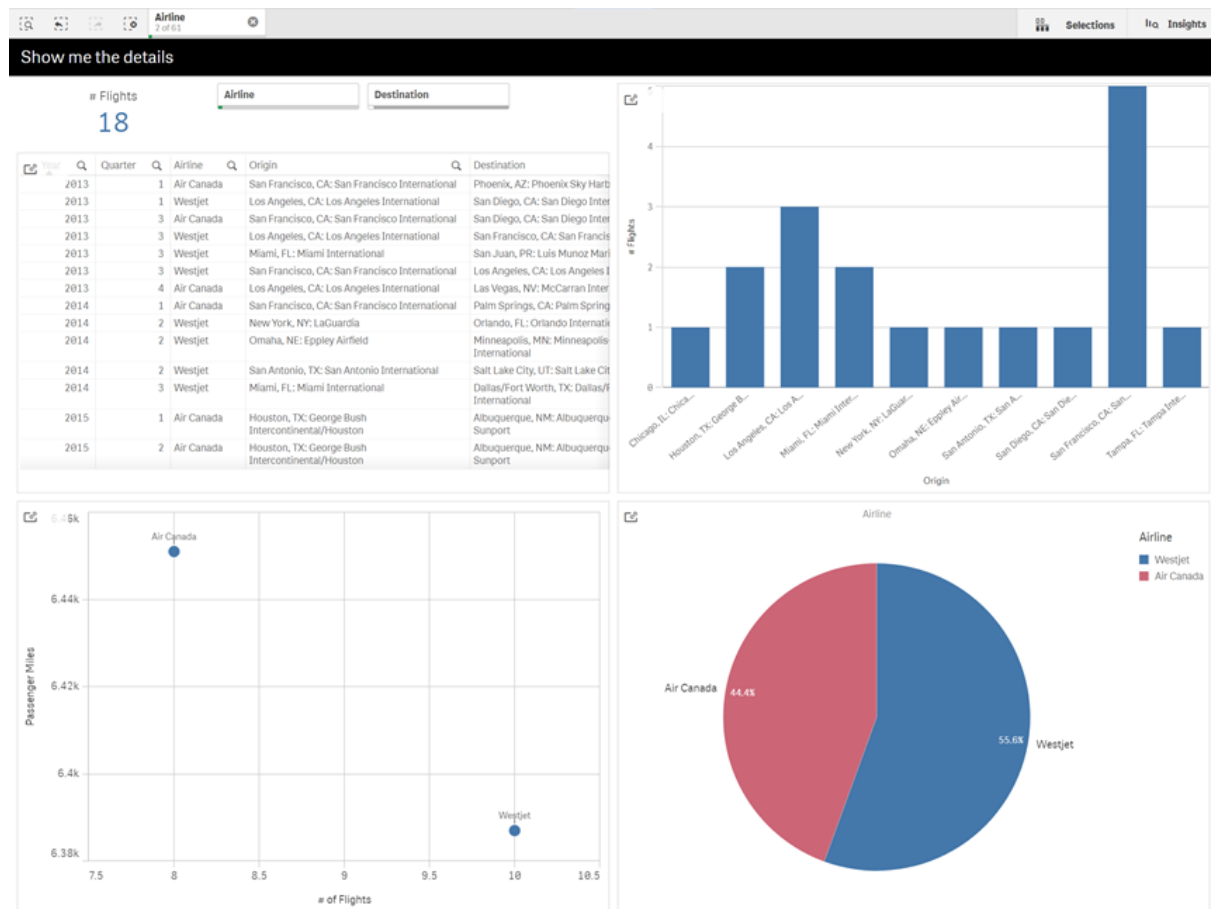 Airline
2 of 61
Selections
Insights
Show me the details
# Flights
18
Airline
Destination
Year Quarter Airline Origin Destination
2013 1 Air Canada San Francisco, CA: San Francisco International Phoenix, AZ: Phoenix Sky Harb
2013 1 Westjet Los Angeles, CA: Los Angeles International San Diego, CA: San Diego Inter
2013 3 Air Canada San Francisco, CA: San Francisco International San Diego, CA: San Diego Inter
2013 3 Westjet Los Angeles, CA: Los Angeles International San Francisco, CA: San Francis
2013 3 Westjet Miami, FL: Miami International San Juan, PR: Luis Munoz Mari
2013 3 Westjet San Francisco, CA: San Francisco International Los Angeles, CA: Los Angeles I
2013 4 Air Canada Los Angeles, CA: Los Angeles International Las Vegas, NV: McCarran Inter
2014 1 Air Canada San Francisco, CA: San Francisco International Palm Springs, CA: Palm Spring
2014 2 Westjet New York, NY: LaGuardia Orlando, FL: Orlando Internatio
2014 2 Westjet Omaha, NE: Eppley Airfield Minneapolis, MN: Minneapolis-
International
2014 2 Westjet San Antonio, TX: San Antonio International Salt Lake City, UT: Salt Lake Cit
2014 3 Westjet Miami, FL: Miami International Dallas/Fort Worth, TX: Dallas/F
International
2015 1 Air Canada Houston, TX: George Bush Albuquerque, NM: Albuquerqu
Intercontinental/Houston Sunport
2015 2 Air Canada Houston, TX: George Bush Albuquerque, NM: Albuquerqu
Intercontinental/Houston Sunport
5
4
3
2
1
0
# Flights
Chicago, IL: Chica...
Houston, TX: George B...
Los Angeles, CA: Los A...
Miami, FL: Miami Inter...
New York, NY: LaGuar...
Omaha, NE: Eppley Air...
San Antonio, TX: San A...
San Diego, CA: San Die...
San Francisco, CA: San...
Tampa, FL: Tampa Inte...
Origin
Air Canada
6.44k
6.42k
6.4k
6.38k
Passenger Miles
Westjet
7.5 8 8.5 9 9.5 10 10.5
# of Flights
Airline
Airline
Westjet
Air Canada
Air Canada
44.4%
55.6%
Westjet